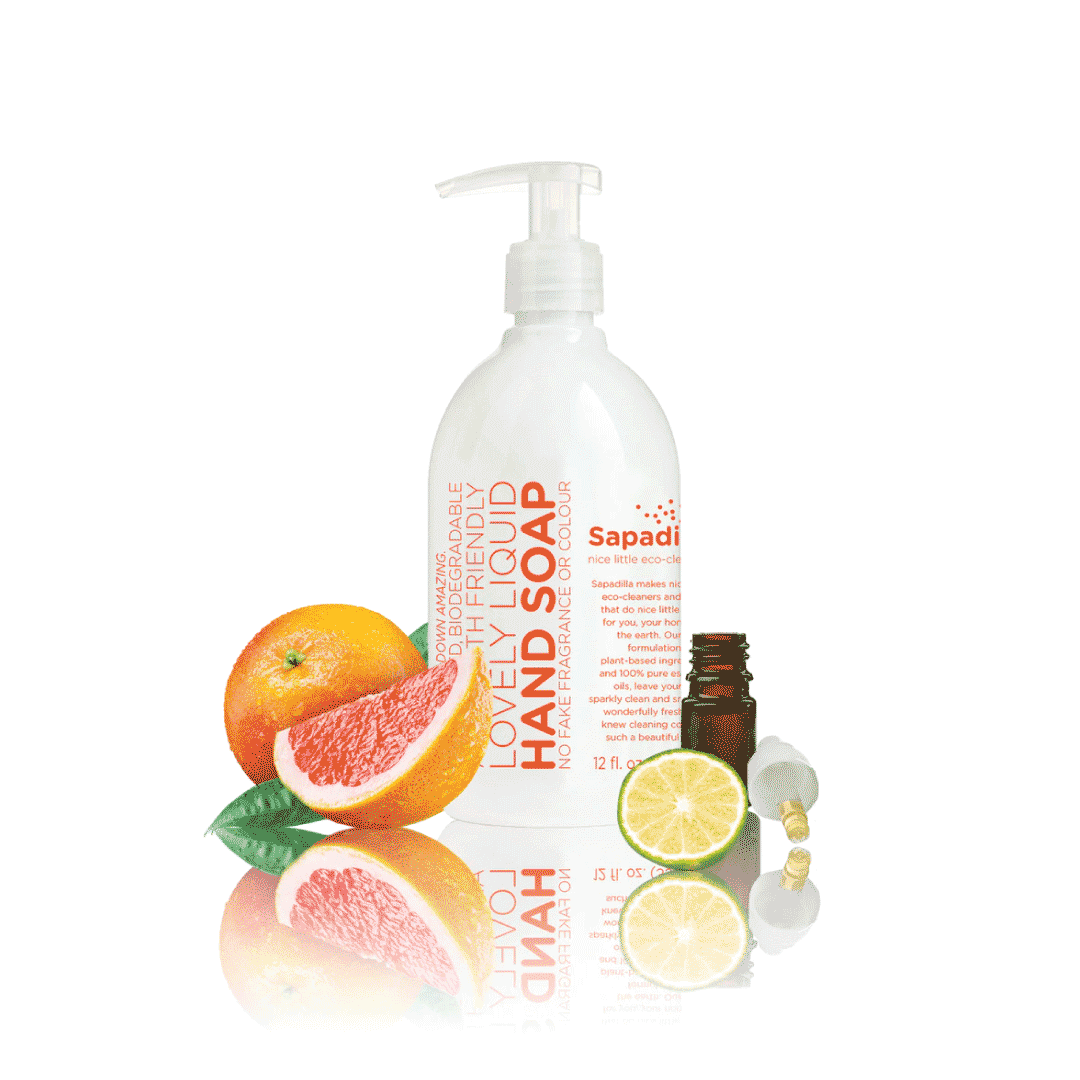 DOWN AMAZING.
BIODEGRADABLE
FRIENDLY
LOVELY LIQUID
HAND SOAP
NO FAKE FRAGRANCE OR COLOUR
Sapadi
nice little eco-cle
Sapadilla makes nic
eco-cleaners and
that do nice little
for you, your hom
the earth. Our
formulation
plant-based ingre
and 100% pure es
oils, leave your
sparkly clean and sm
wonderfully fresh
knew cleaning co
such a beautiful
12 fl. oz